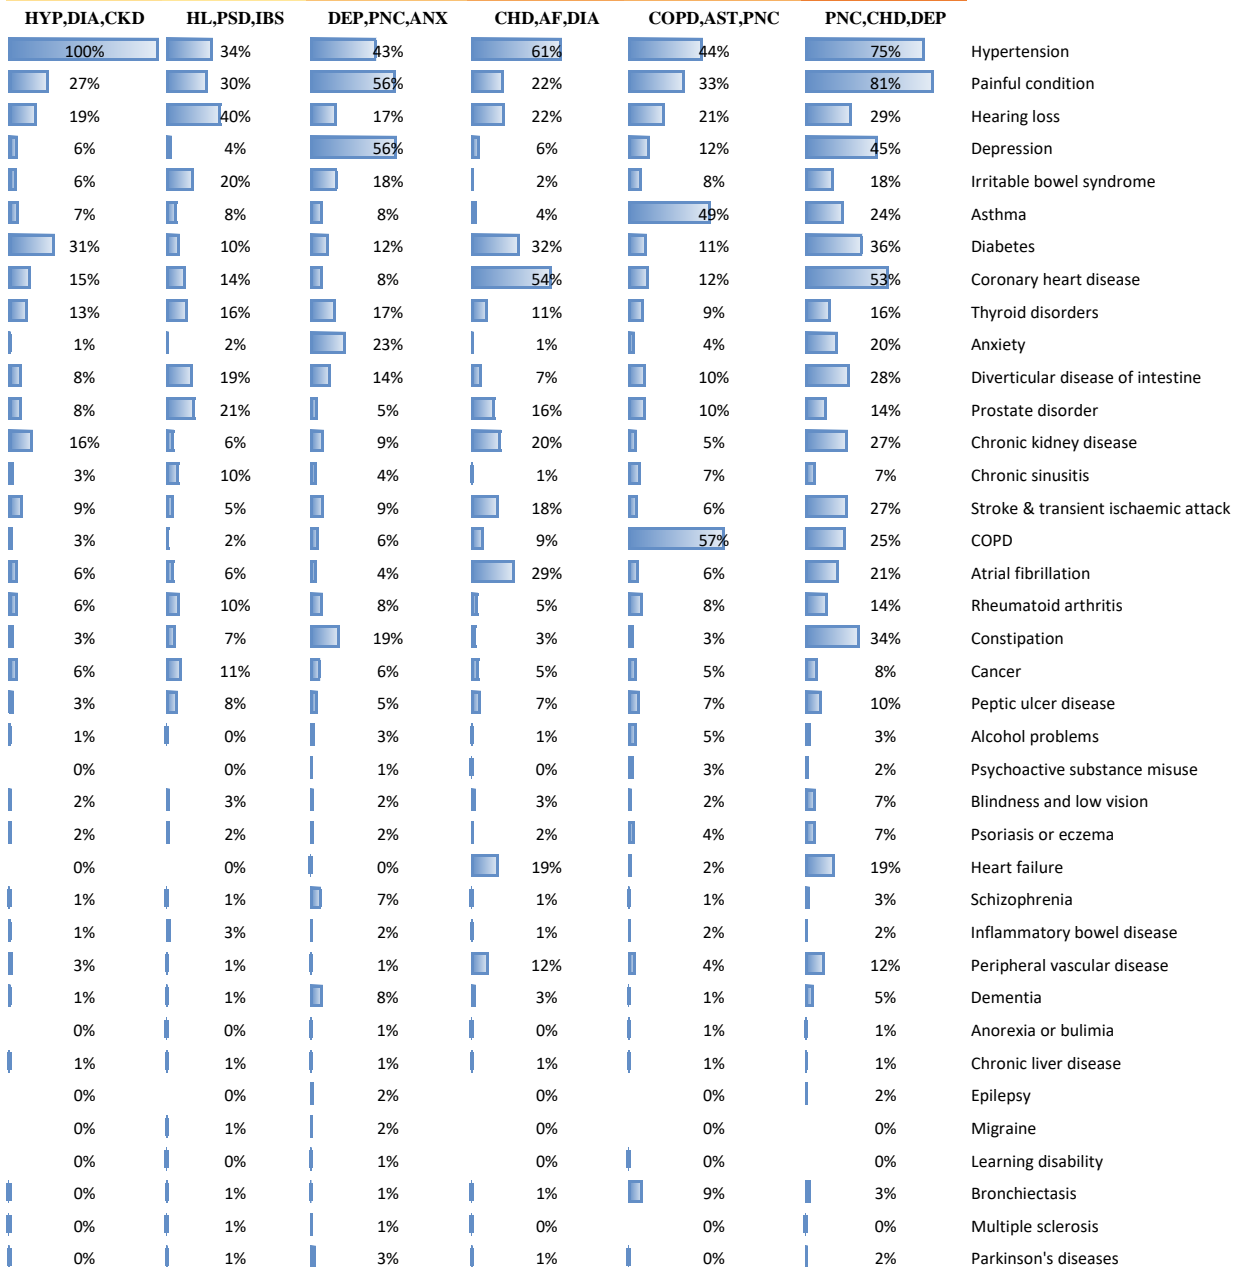 HYP,DIA,CKD HL,PSD,IBS DEP,PNC,ANX CHD,AF,DIA COPD,AST,PNC PNC,CHD,DEP
100% 34% 43% 61% 44% 75% Hypertension
27% 30% 56% 22% 33% 81% Painful condition
19% 40% 17% 22% 21% 29% Hearing loss
6% 4% 56% 6% 12% 45% Depression
6% 20% 18% 2% 8% 18% Irritable bowel syndrome
7% 8% 8% 4% 49% 24% Asthma
31% 10% 12% 32% 11% 36% Diabetes
15% 14% 8% 54% 12% 53% Coronary heart disease
13% 16% 17% 11% 9% 16% Thyroid disorders
1% 2% 23% 1% 4% 20% Anxiety
8% 19% 14% 7% 10% 28% Diverticular disease of intestine
8% 21% 5% 16% 10% 14% Prostate disorder
16% 6% 9% 20% 5% 27% Chronic kidney disease
3% 10% 4% 1% 7% 7% Chronic sinusitis
9% 5% 9% 18% 6% 27% Stroke & transient ischaemic attack
3% 2% 6% 9% 57% 25% COPD
6% 6% 4% 29% 6% 21% Atrial fibrillation
6% 10% 8% 5% 8% 14% Rheumatoid arthritis
3% 7% 19% 3% 3% 34% Constipation
6% 11% 6% 5% 5% 8% Cancer
3% 8% 5% 7% 7% 10% Peptic ulcer disease
1% 0% 3% 1% 5% 3% Alcohol problems
0% 0% 1% 0% 3% 2% Psychoactive substance misuse
2% 3% 2% 3% 2% 7% Blindness and low vision
2% 2% 2% 2% 4% 7% Psoriasis or eczema
0% 0% 0% 19% 2% 19% Heart failure
1% 1% 7% 1% 1% 3% Schizophrenia
1% 3% 2% 1% 2% 2% Inflammatory bowel disease
3% 1% 1% 12% 4% 12% Peripheral vascular disease
1% 1% 8% 3% 1% 5% Dementia
0% 0% 1% 0% 1% 1% Anorexia or bulimia
1% 1% 1% 1% 1% 1% Chronic liver disease
0% 0% 2% 0% 0% 2% Epilepsy
0% 1% 2% 0% 0% 0% Migraine
0% 0% 1% 0% 0% 0% Learning disability
0% 1% 1% 1% 9% 3% Bronchiectasis
0% 1% 1% 0% 0% 0% Multiple sclerosis
0% 1% 3% 1% 0% 2% Parkinson's diseases